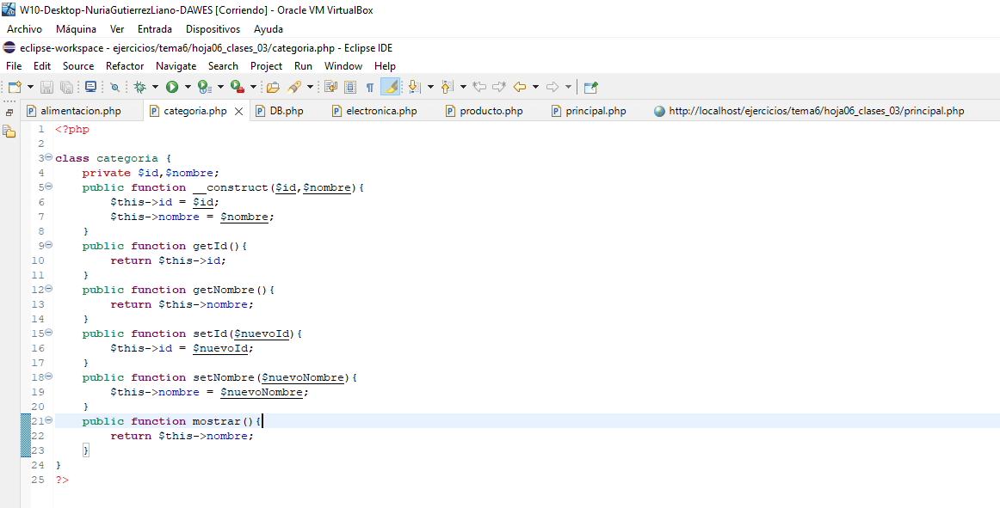 W10-Desktop-NuriaGutierrezLiano-DAWES [Corriendo] - Oracle VM VirtualBox
Archivo Máquina Ver Entrada Dispositivos Ayuda
eclipse-workspace - ejercicios/tema6/hoja06_clases_03/categoria.php - Eclipse IDE
File Edit Source Refactor Navigate Search Project Run Window Help
alimentacion.php categoria.php DB.php electronica.php producto.php principal.php http://localhost/ejercicios/tema6/hoja06_clases_03/principal.php
1 <?php
2
3 class categoria {
4     private $id,$nombre;
5     public function __construct($id,$nombre){
6         $this->id = $id;
7         $this->nombre = $nombre;
8     }
9     public function getId(){
10         return $this->id;
11     }
12     public function getNombre(){
13         return $this->nombre;
14     }
15     public function setId($nuevoId){
16         $this->id = $nuevoId;
17     }
18     public function setNombre($nuevoNombre){
19         $this->nombre = $nuevoNombre;
20     }
21     public function mostrar(){
22         return $this->nombre;
23     }
24 }
25 ?>